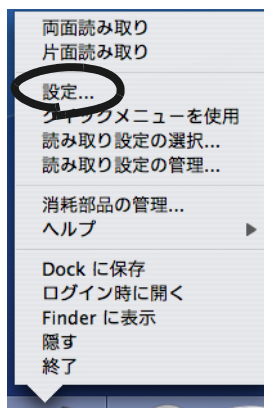 両面読み取り
片面読み取り
設定...
クイックメニューを使用
読み取り設定の選択...
読み取り設定の管理...
消耗部品の管理...
ヘルプ
Dock に保存
ログイン時に開く
Finder に表示
隠す
終了